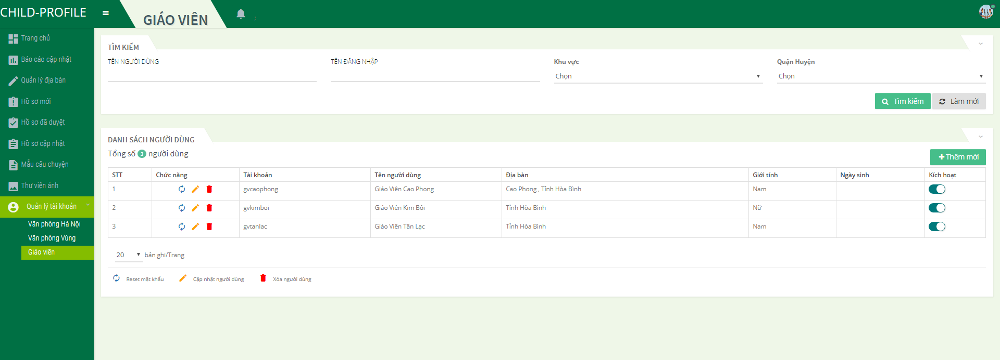 CHILD-PROFILE
GIÁO VIÊN
Trang chủ
Báo cáo cập nhật
Quản lý địa bàn
Hồ sơ mới
Hồ sơ đã duyệt
Hồ sơ cập nhật
Mẫu câu chuyện
Thư viện ảnh
Quản lý tài khoản
Văn phòng Hà Nội
Văn phòng Vùng
Giáo viên
TÌM KIẾM
TÊN NGƯỜI DÙNG TÊN ĐĂNG NHẬP Khu vực Quận Huyện
Chọn Chọn
Tìm kiếm Làm mới
DANH SÁCH NGƯỜI DÙNG
Tổng số 3 người dùng
Thêm mới
STT Chức năng Tài khoản Tên người dùng Địa bàn Giới tính Ngày sinh Kích hoạt
1 gvcaophong Giáo Viên Cao Phong Cao Phong , Tỉnh Hòa Bình Nam
2 gvkimboi Giáo Viên Kim Bôi Tỉnh Hòa Bình Nữ
3 gvtanlac Giáo Viên Tân Lạc Tỉnh Hòa Bình Nam
20 bản ghi/Trang
Reset mật khẩu Cập nhật người dùng Xóa người dùng